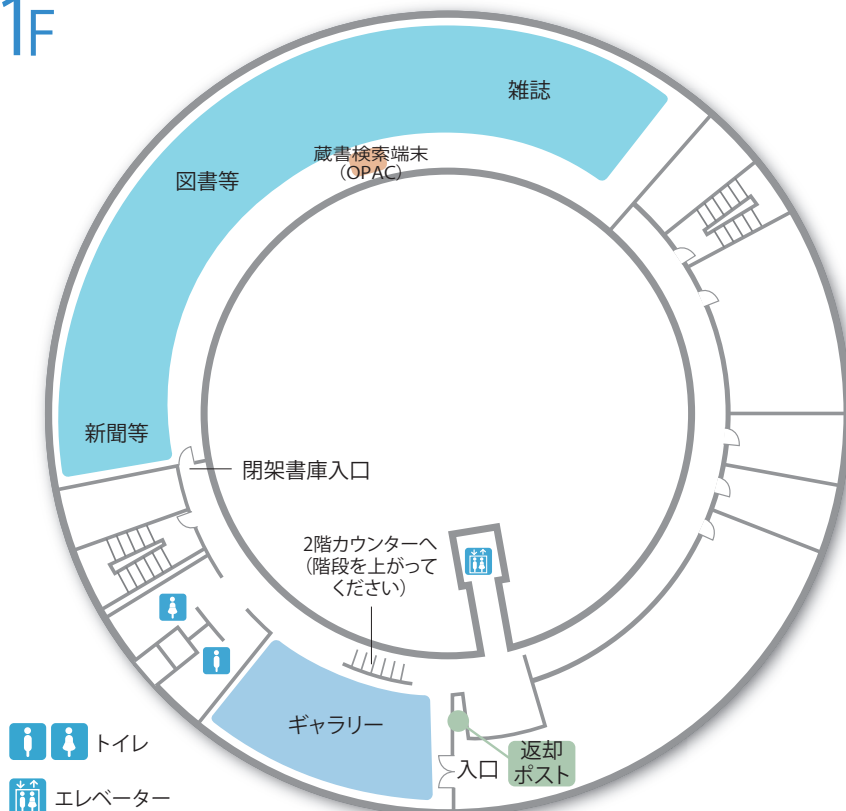 1F
雑誌
蔵書検索端末
（OPAC）
図書等
新聞等
閉架書庫入口
2階カウンターへ
（階段を上がって
ください）
ギャラリー
入口
返却
ポスト
トイレ
エレベーター